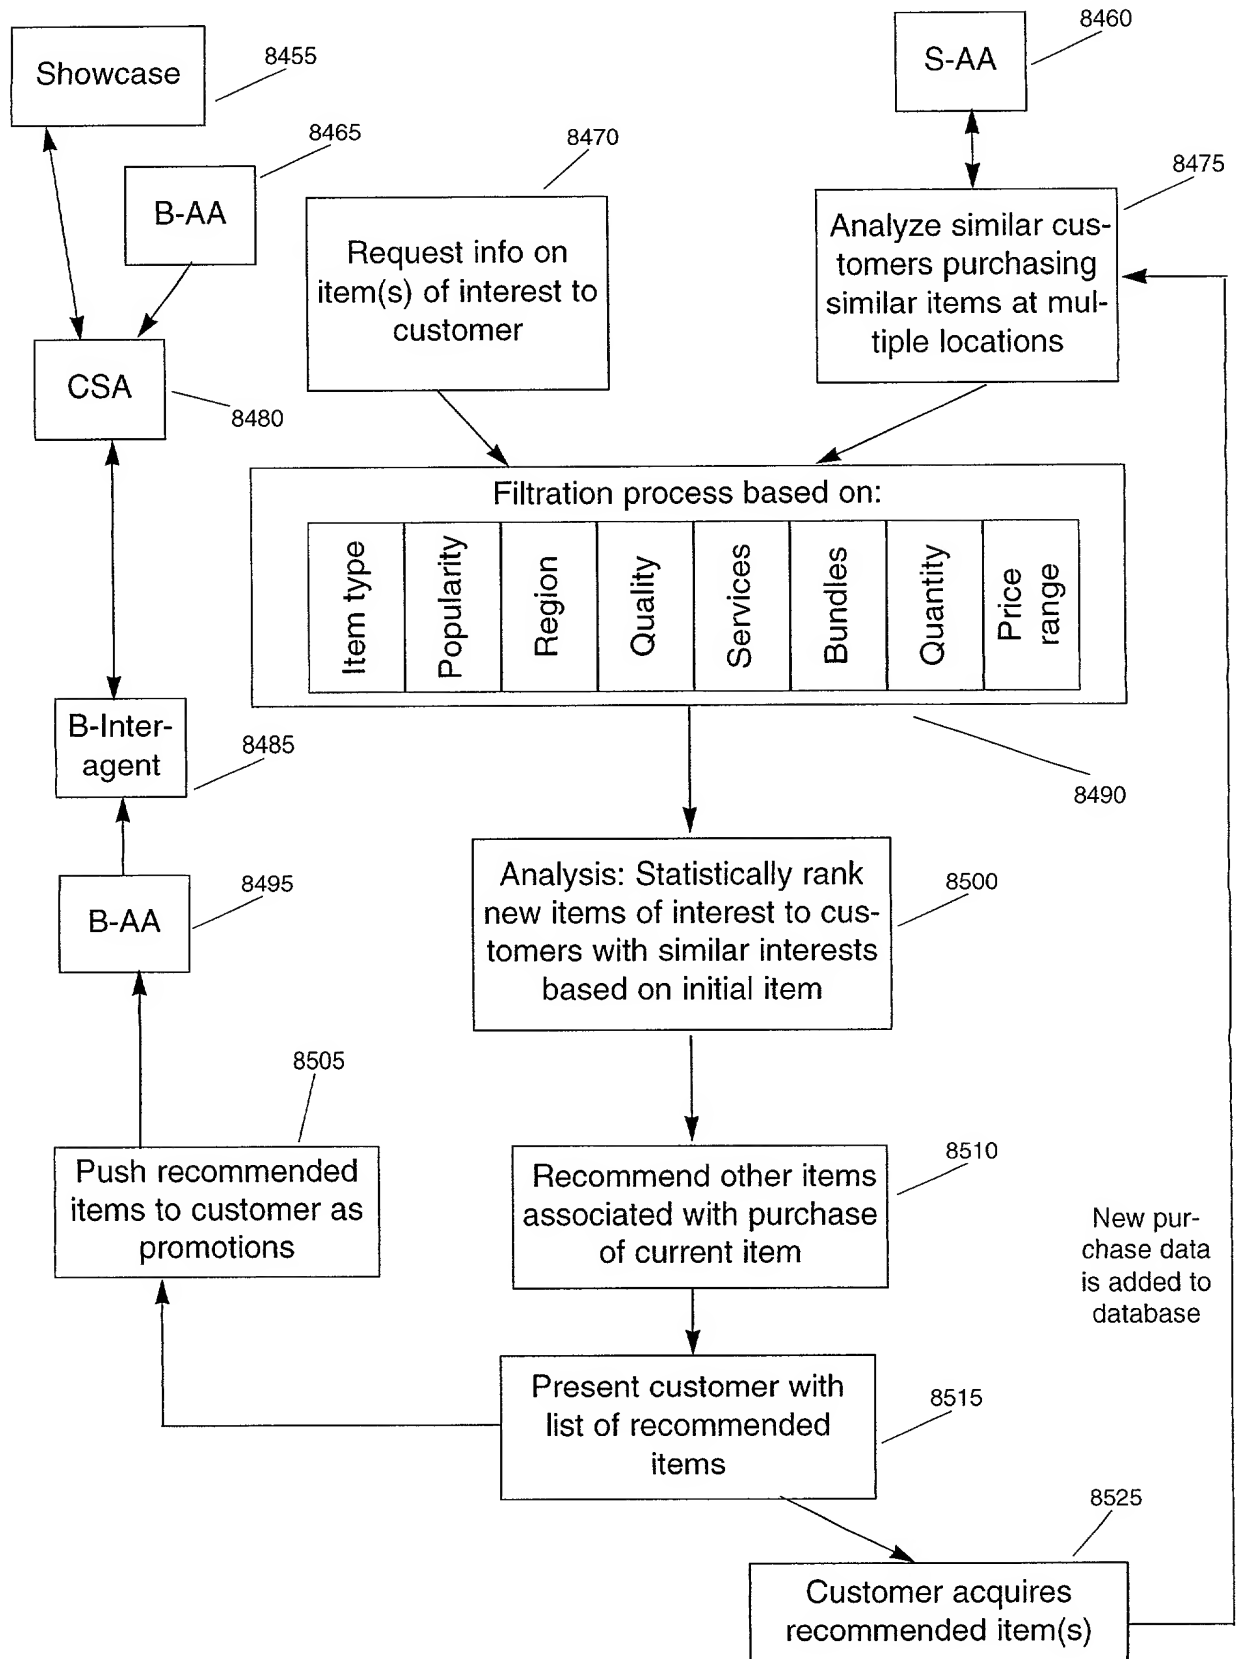 8460
8455
Showcase
S-AA
8465
8470
8475
B-AA
Request info on
item(s) of interest to
customer
Analyze similar cus-
tomers purchasing
similar items at mul-
tiple locations
CSA
8480
Filtration process based on:
Item type
Popularity
Region
Quality
Services
Bundles
Quantity
Price
range
B-Inter-
agent
8485
8490
8495
B-AA
Analysis: Statistically rank
new items of interest to cus-
tomers with similar interests
based on initial item
8500
8505
Push recommended
items to customer as
promotions
Recommend other items
associated with purchase
of current item
8510
New pur-
chase data
is added to
database
Present customer with
list of recommended
items
8515
8525
Customer acquires
recommended item(s)